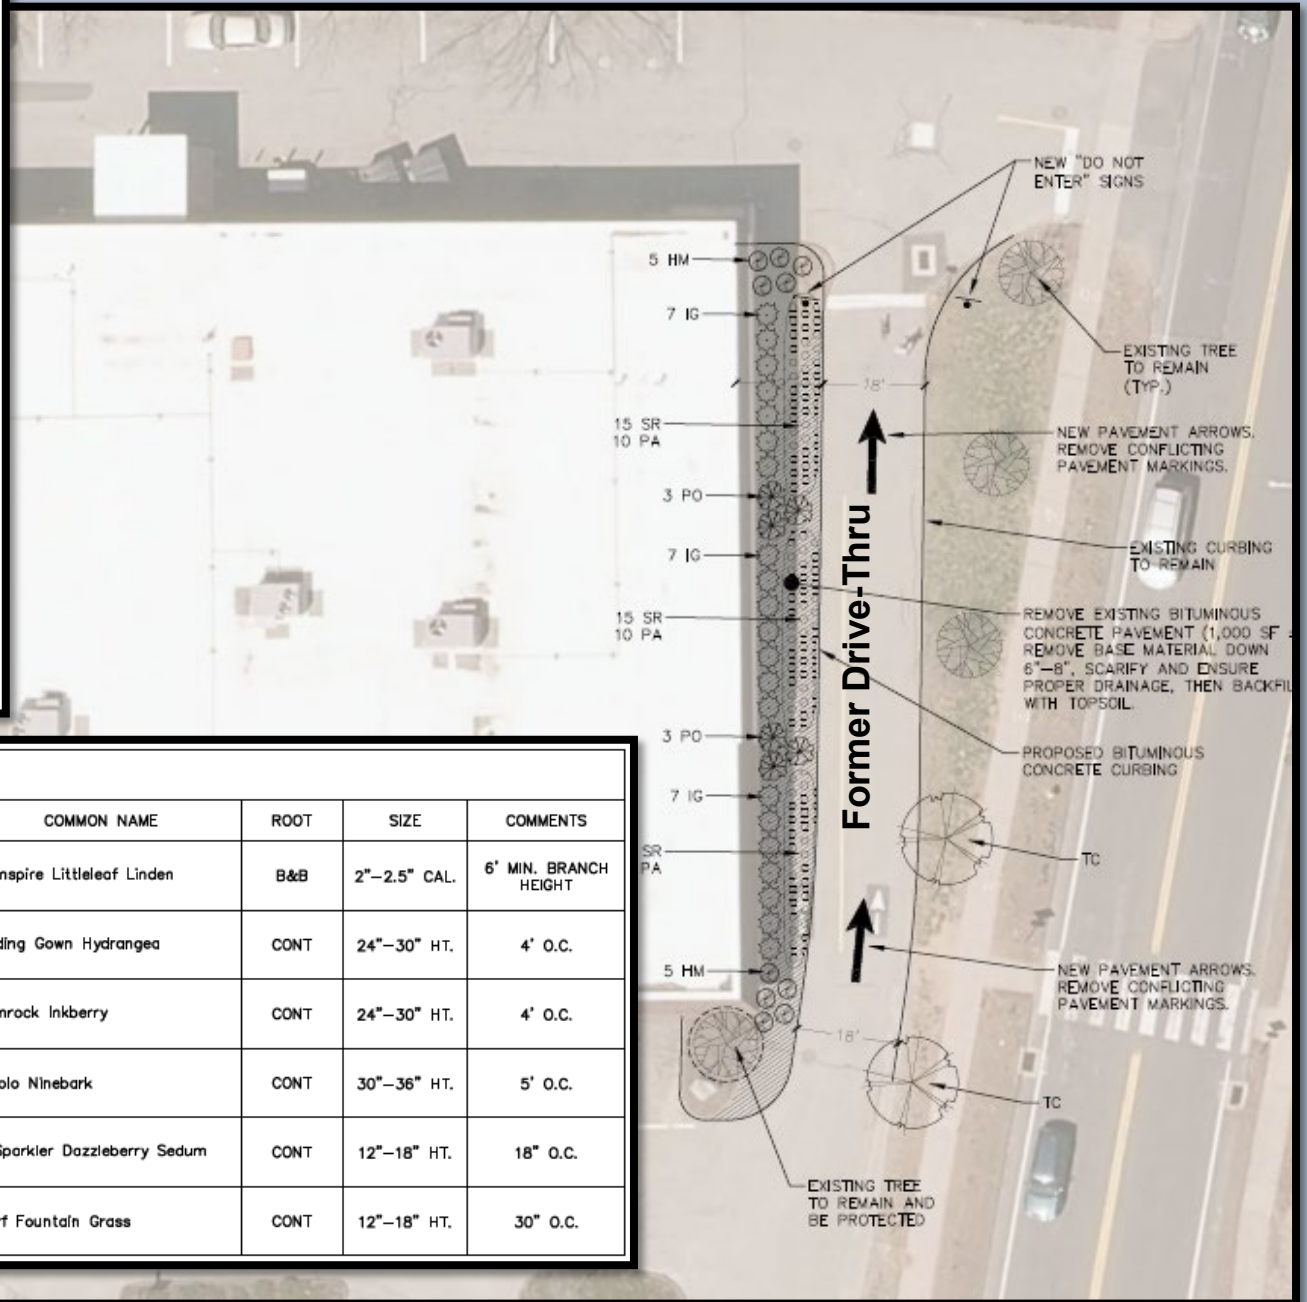 NEW "DO NOT
ENTER" SIGNS
5 HM
7 IG
18'
EXISTING TREE
TO REMAIN
(TYP.)
15 SR
10 PA
NEW PAVEMENT ARROWS.
REMOVE CONFLICTING
PAVEMENT MARKINGS.
3 PO
7 IG
EXISTING CURBING
TO REMAIN
Former Drive-Thru
15 SR
10 PA
REMOVE EXISTING BITUMINOUS
CONCRETE PAVEMENT (1,000 SF
REMOVE BASE MATERIAL DOWN
6"-8", SCARIFY AND ENSURE
PROPER DRAINAGE, THEN BACKFIL
WITH TOPSOIL.
3 PO
PROPOSED BITUMINOUS
CONCRETE CURBING
7 IG
SR
PA
TC
5 HM
NEW PAVEMENT ARROWS.
REMOVE CONFLICTING
PAVEMENT MARKINGS.
18'
TC
EXISTING TREE
TO REMAIN AND
BE PROTECTED
COMMON NAME ROOT SIZE COMMENTS
nspire Littleleaf Linden B&B 2"-2.5" CAL. 6' MIN. BRANCH
HEIGHT
ding Gown Hydrangea CONT 24"-30" HT. 4' O.C.
mrock Inkberry CONT 24"-30" HT. 4' O.C.
olo Ninebark CONT 30"-36" HT. 5' O.C.
Sparkler Dazzleberry Sedum CONT 12"-18" HT. 18" O.C.
f Fountain Grass CONT 12"-18" HT. 30" O.C.